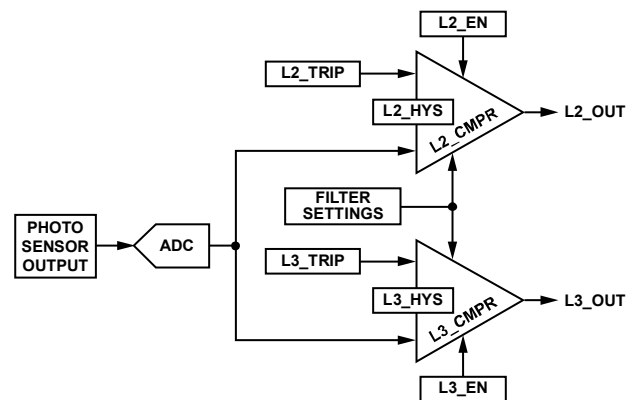 L2_EN
L2_TRIP
L2_HYS
L2_CMPR
L2_OUT
FILTER
SETTINGS
PHOTO
SENSOR
OUTPUT
ADC
L3_TRIP
L3_HYS
L3_CMPR
L3_OUT
L3_EN